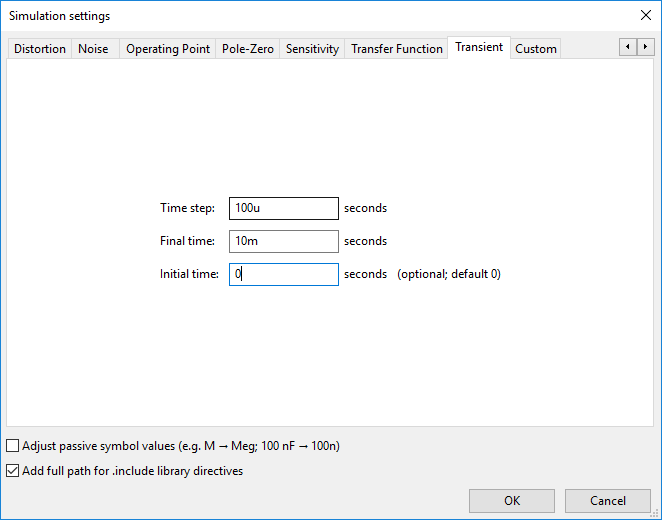 Simulation settings
Distortion Noise Operating Point Pole-Zero Sensitivity Transfer Function Transient Custom
Time step: 100u seconds
Final time: 10m seconds
Initial time: 0 seconds (optional; default 0)
Adjust passive symbol values (e.g. M → Meg; 100 nF → 100n)
Add full path for .include library directives
OK Cancel